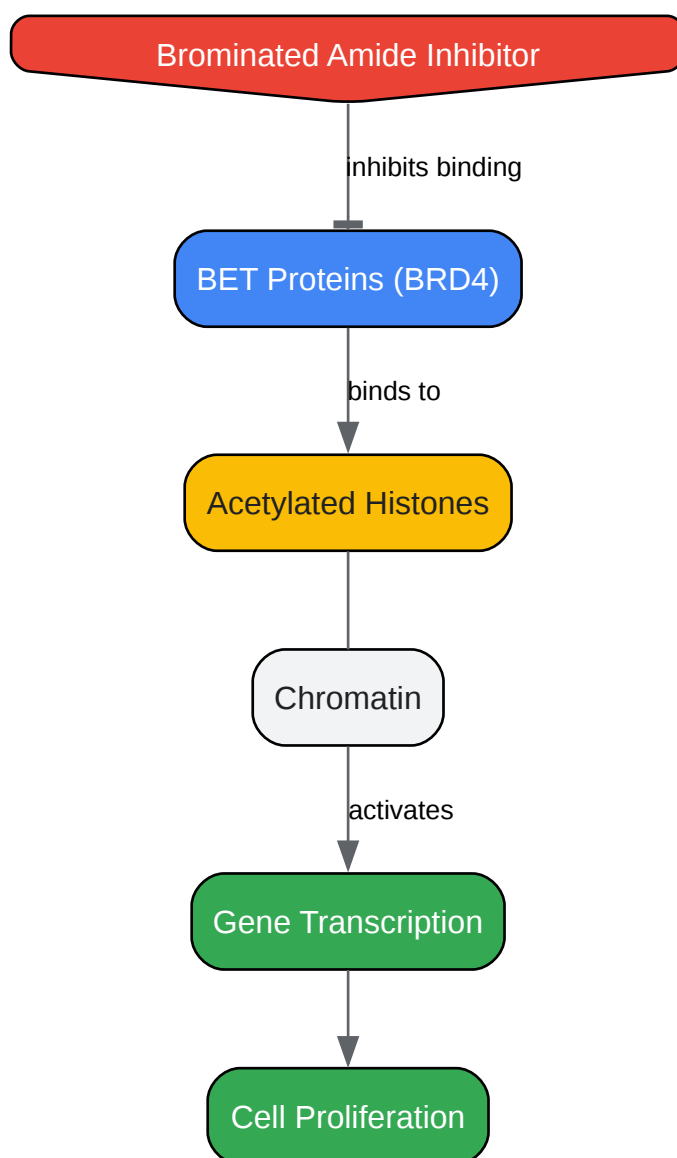 Brominated Amide Inhibitor
inhibits binding
BET Proteins (BRD4)
binds to
Acetylated Histones
Chromatin
activates
Gene Transcription
Cell Proliferation